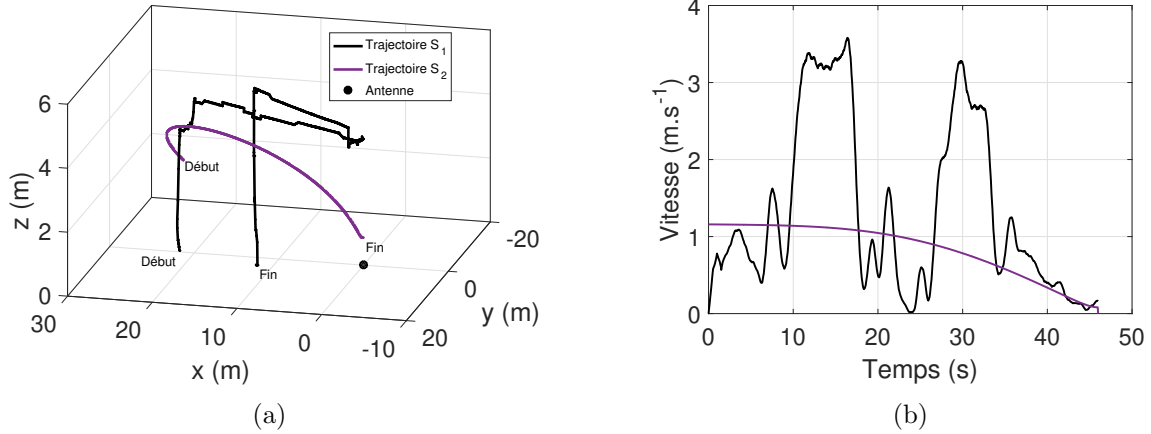 Trajectoire S1
Trajectoire S2
Antenne
6
4
2
0
z (m)
Début
Début
Fin
Fin
30
20
10
0
-10
x (m)
20
0
-20
y (m)
(a)
4
3
2
1
0
Vitesse (m.s-1)
0
10
20
30
40
50
Temps (s)
(b)